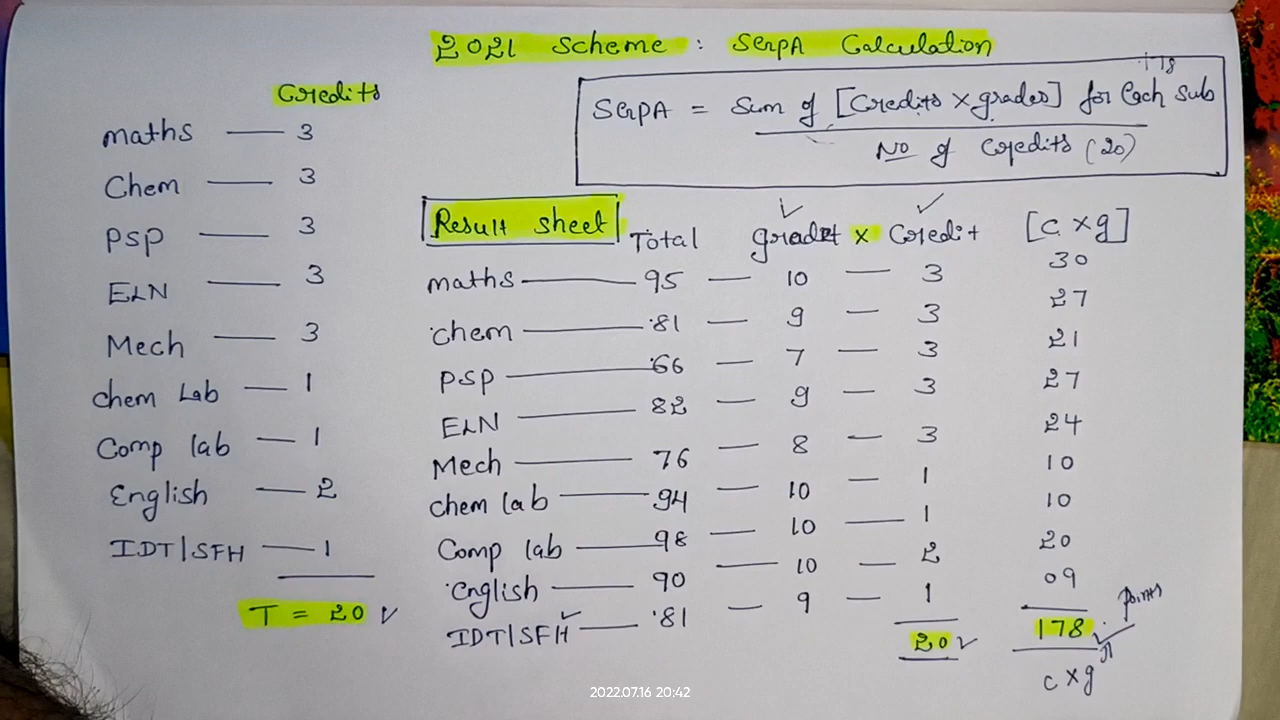 2021 Scheme : SGPA Calculation
Credits
maths — 3
Chem — 3
PSP — 3
ELN — 3
Mech — 3
chem Lab — 1
Comp lab — 1
English — 2
IDT/SFH — 1
T = 20 ✓
178
SGPA = Sum of [Credits × grades] for Each Sub
No of Credits (20)
Result sheet
Total grade × Credit [c × g]
maths — 95 — 10 — 3 30
chem — 81 — 9 — 3 27
PSP — 66 — 7 — 3 21
ELN — 82 — 9 — 3 27
Mech — 76 — 8 — 3 24
chem lab — 94 — 10 — 1 10
Comp lab — 98 — 10 — 1 10
English — 90 — 10 — 2 20
IDT/SFH — 81 — 9 — 1 09
20 ✓ 178 points
c × g
2022.07.16 20:42